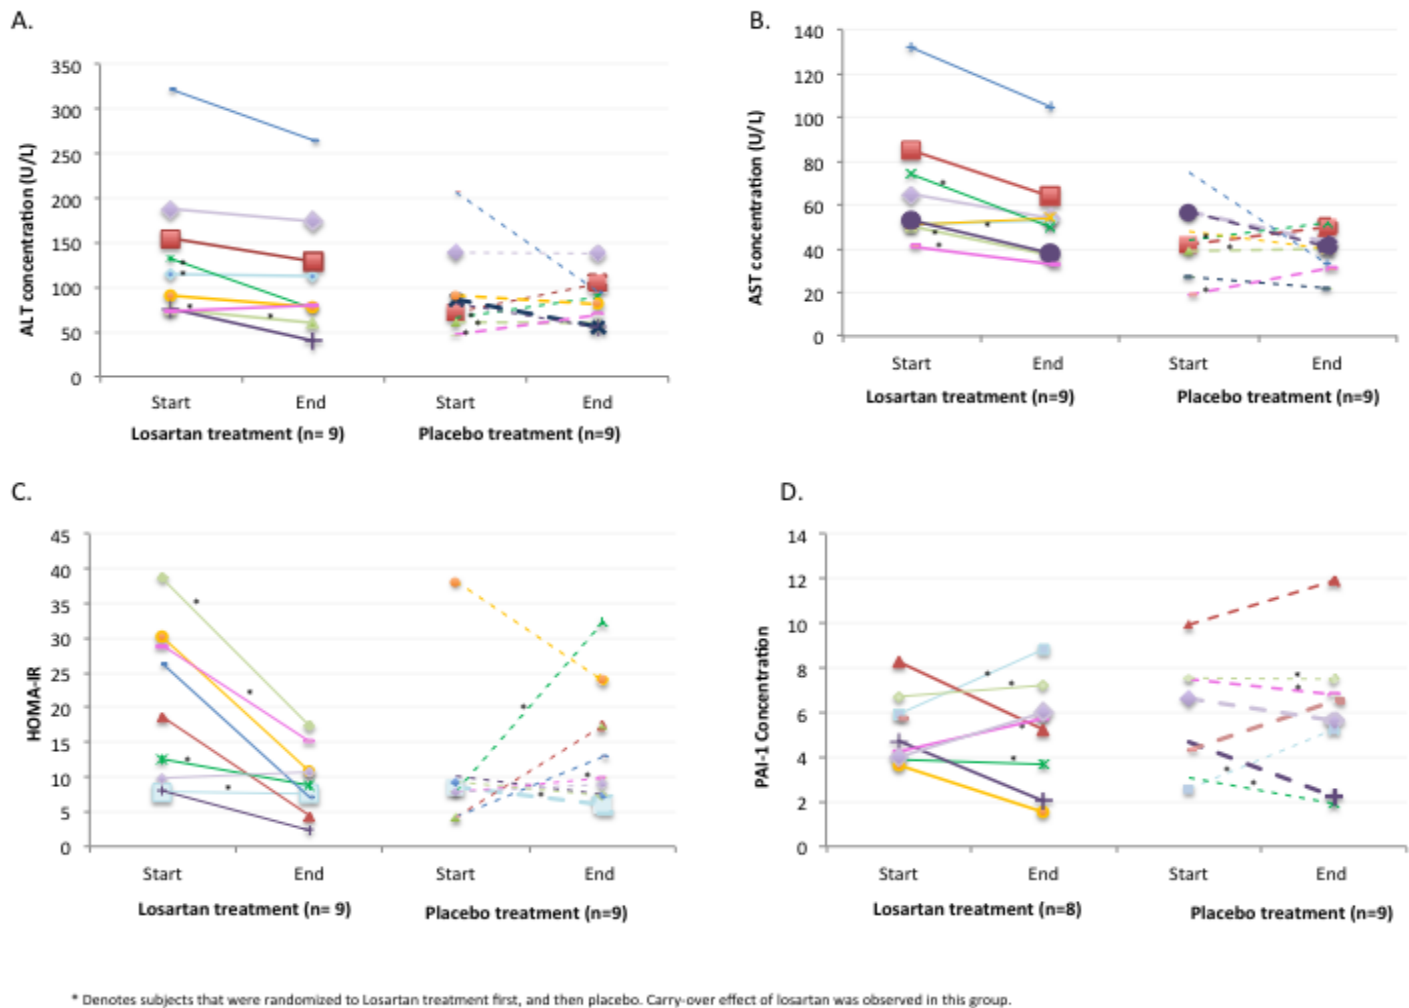 A.
ALT concentration (U/L)
350
300
250
200
150
100
50
0
Start
End
Start
End
Losartan treatment (n= 9)
Placebo treatment (n=9)
B.
AST concentration (U/L)
140
120
100
80
60
40
20
0
Start
End
Start
End
Losartan treatment (n=9)
Placebo treatment (n=9)
C.
HOMA-IR
45
40
35
30
25
20
15
10
5
0
Start
End
Start
End
Losartan treatment (n= 9)
Placebo treatment (n=9)
D.
PAI-1 Concentration
14
12
10
8
6
4
2
0
Start
End
Start
End
Losartan treatment (n=8)
Placebo treatment (n=9)
* Denotes subjects that were randomized to Losartan treatment first, and then placebo. Carry-over effect of losartan was observed in this group.